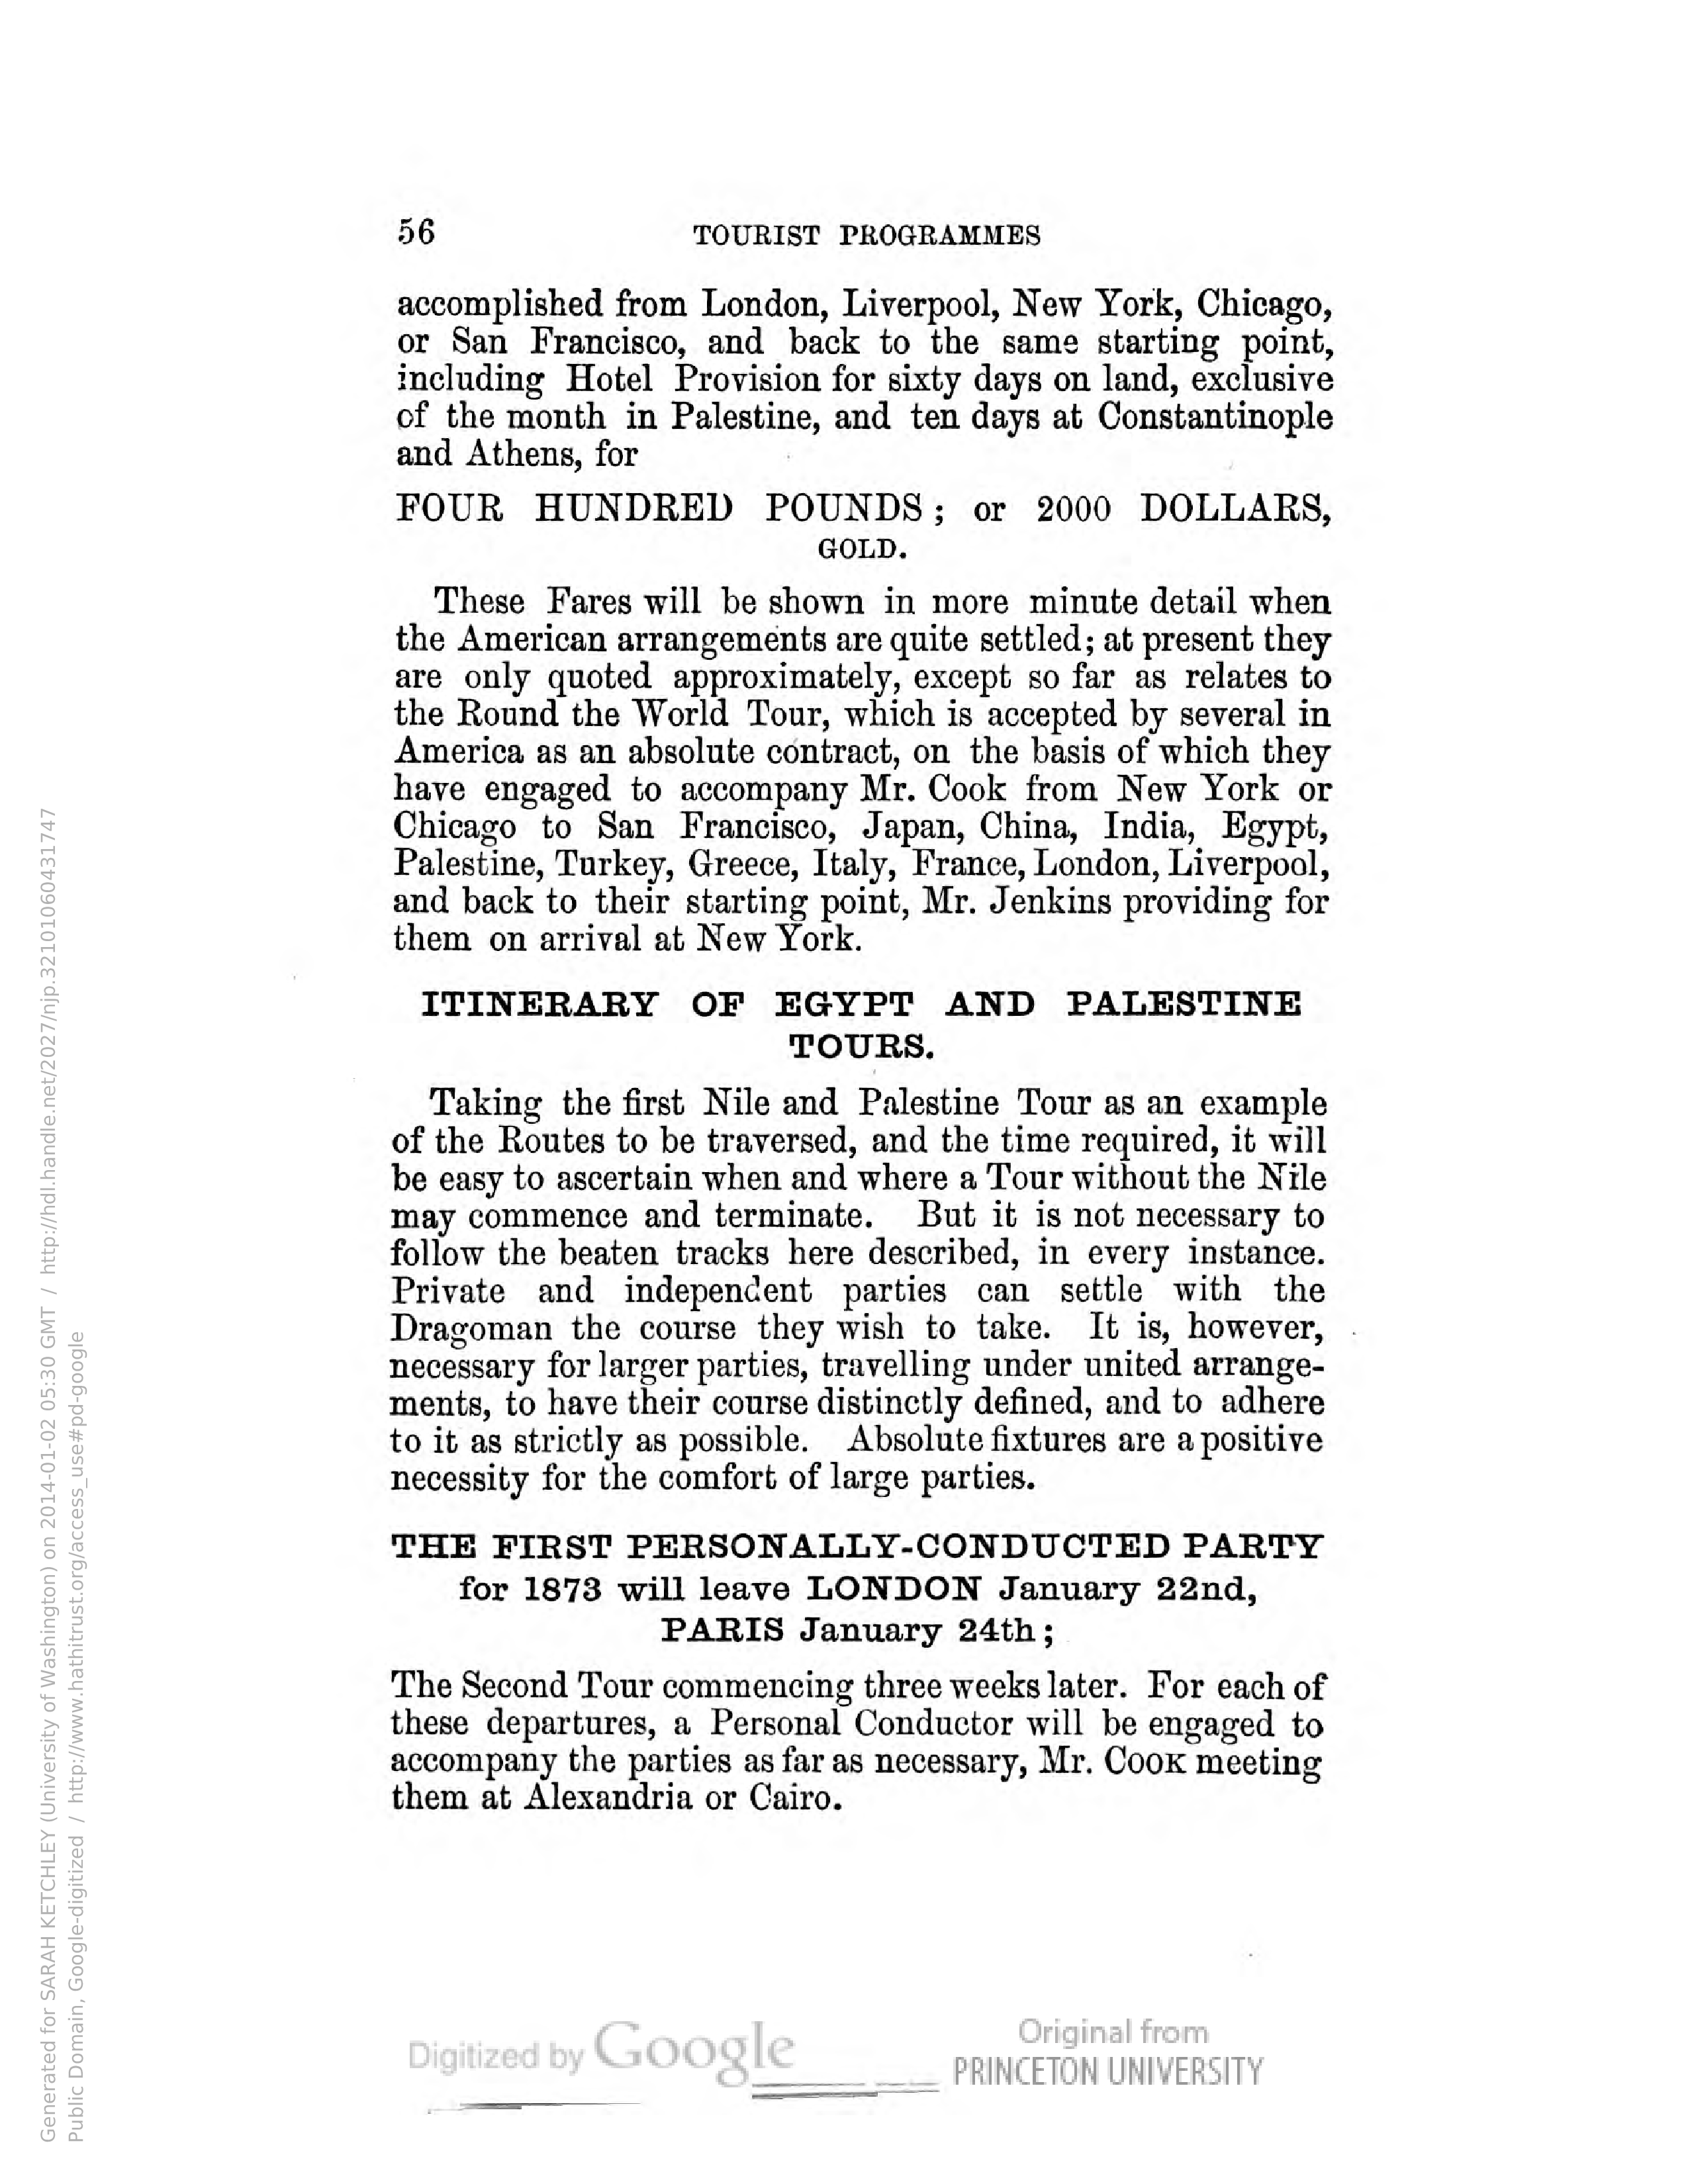 56 TOURIST PROGRAMMES
accomplished from London, Liverpool, New York, Chicago,
or San Francisco, and back to the same starting point,
including Hotel Provision for sixty days on land, exclusive
of the month in Palestine, and ten days at Constantinople
and Athens, for
FOUR HUNDRED POUNDS; or 2000 DOLLARS,
GOLD.
These Fares will be shown in more minute detail when
the American arrangements are quite settled; at present they
are only quoted approximately, except so far as relates to
the Round the World Tour, which is accepted by several in
America as an absolute contract, on the basis of which they
have engaged to accompany Mr. Cook from New York or
Chicago to San Francisco, Japan, China, India, Egypt,
Palestine, Turkey, Greece, Italy, France, London, Liverpool,
and back to their starting point, Mr. Jenkins providing for
them on arrival at New York.
ITINERARY OF EGYPT AND PALESTINE
TOURS.
Taking the first Nile and Palestine Tour as an example
of the Routes to be traversed, and the time required, it will
be easy to ascertain when and where a Tour without the Nile
may commence and terminate. But it is not necessary to
follow the beaten tracks here described, in every instance.
Private and independent parties can settle with the
Dragoman the course they wish to take. It is, however,
necessary for larger parties, travelling under united arrange-
ments, to have their course distinctly defined, and to adhere
to it as strictly as possible. Absolute fixtures are a positive
necessity for the comfort of large parties.
THE FIRST PERSONALLY-CONDUCTED PARTY
for 1873 will leave LONDON January 22nd,
PARIS January 24th;
The Second Tour commencing three weeks later. For each of
these departures, a Personal Conductor will be engaged to
accompany the parties as far as necessary, Mr. COOK meeting
them at Alexandria or Cairo.
Digitized by Google
Original from
PRINCETON UNIVERSITY
Generated for SARAH KETCHLEY (University of Washington) on 2014-01-02 05:30 GMT / http://hdl.handle.net/2027/njp.32101060431747
Public Domain, Google-digitized / http://www.hathitrust.org/access_use#pd-google